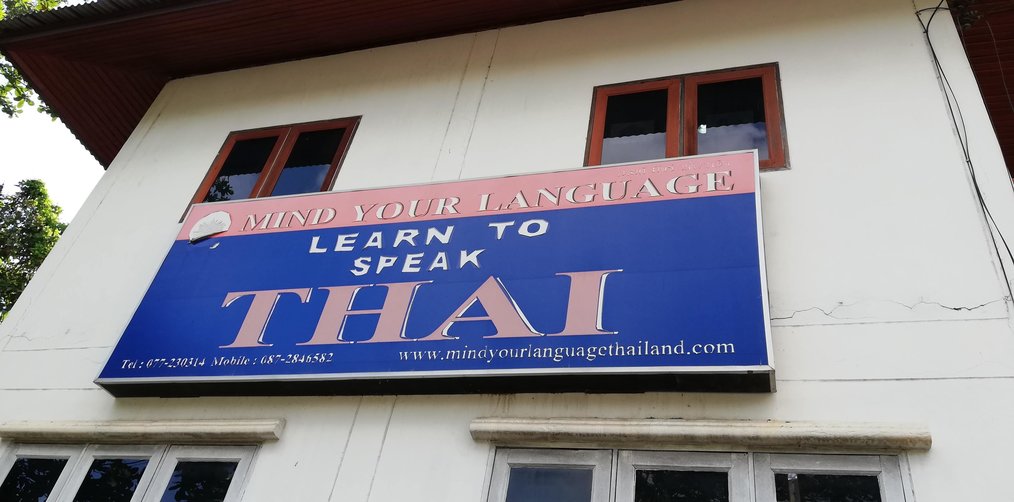 MIND YOUR LANGUAGE
LEARN TO
SPEAK
THAI
Tel : 077-230314 Mobile : 087-2846582
www.mindyourlanguagethailand.com